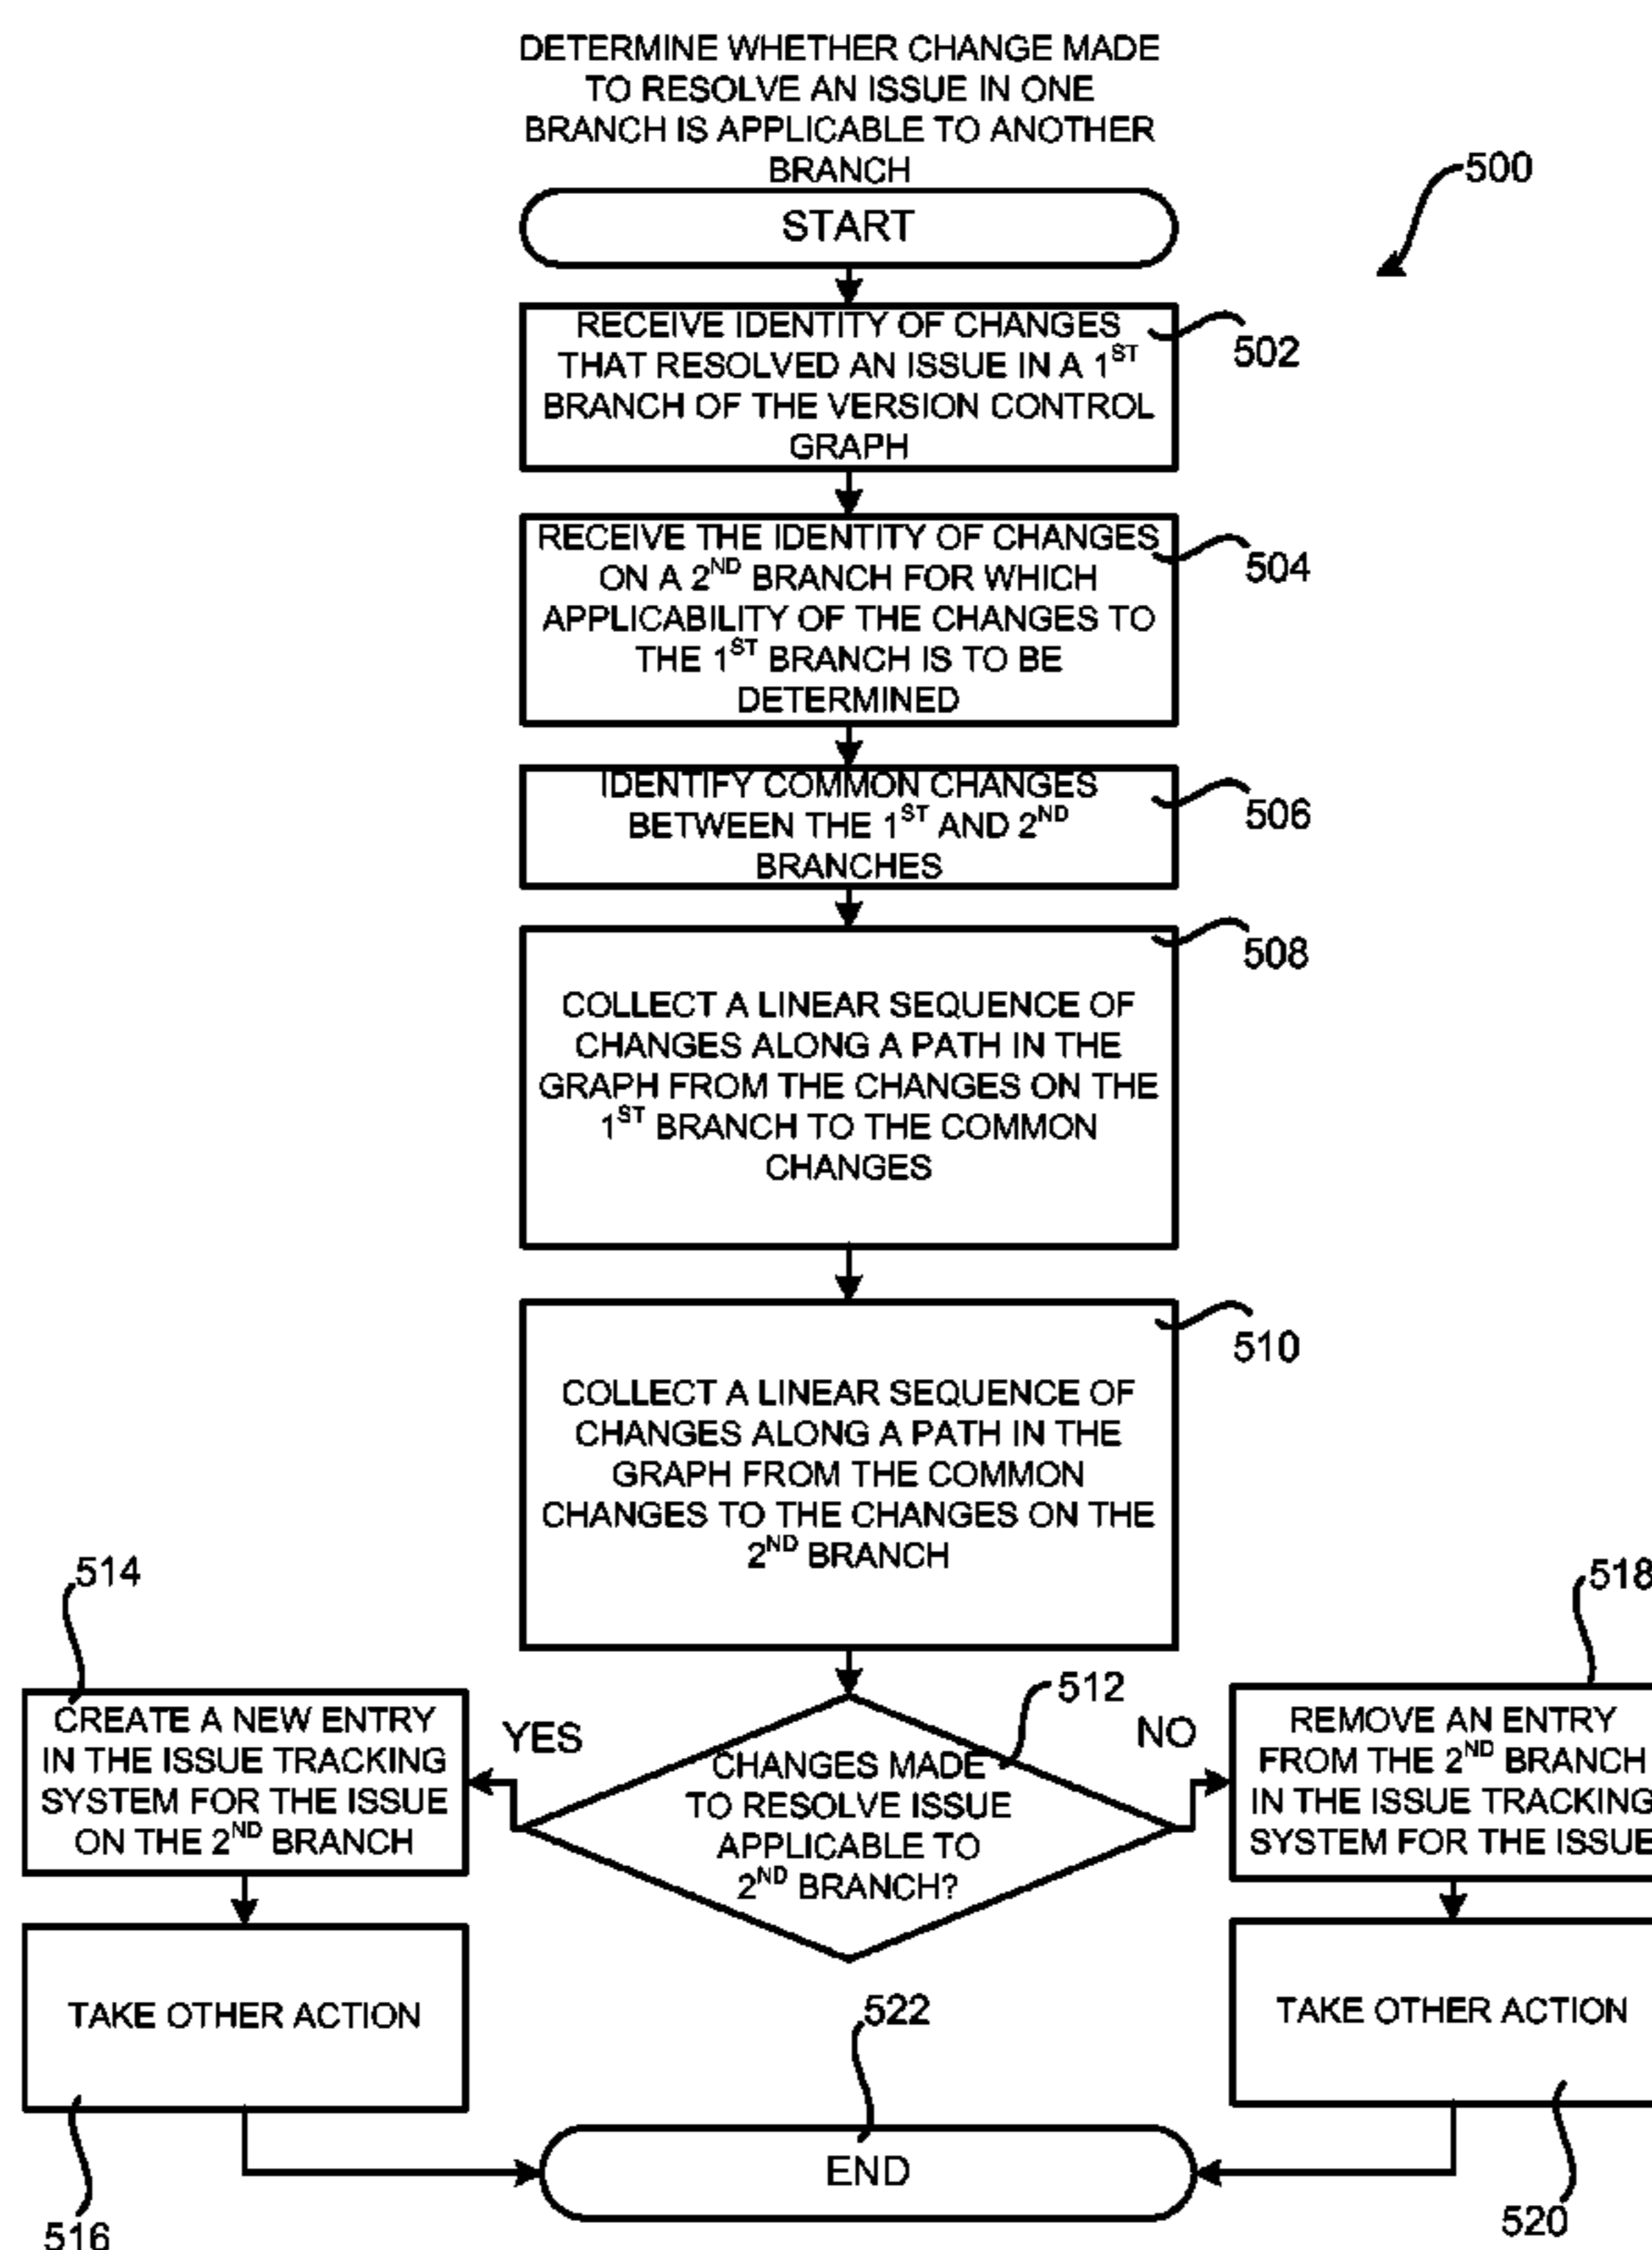 DETERMINE WHETHER CHANGE MADE
TO RESOLVE AN ISSUE IN ONE
BRANCH IS APPLICABLE TO ANOTHER
BRANCH
500
START
RECEIVE IDENTITY OF CHANGES
THAT RESOLVED AN ISSUE IN A 1ST
BRANCH OF THE VERSION CONTROL
GRAPH
502
RECEIVE THE IDENTITY OF CHANGES
ON A 2ND BRANCH FOR WHICH
APPLICABILITY OF THE CHANGES TO
THE 1ST BRANCH IS TO BE
DETERMINED
504
IDENTIFY COMMON CHANGES
BETWEEN THE 1ST AND 2ND
BRANCHES
506
508
COLLECT A LINEAR SEQUENCE OF
CHANGES ALONG A PATH IN THE
GRAPH FROM THE CHANGES ON THE
1ST BRANCH TO THE COMMON
CHANGES
510
COLLECT A LINEAR SEQUENCE OF
CHANGES ALONG A PATH IN THE
GRAPH FROM THE COMMON
CHANGES TO THE CHANGES ON THE
2ND BRANCH
514
CREATE A NEW ENTRY
IN THE ISSUE TRACKING
SYSTEM FOR THE ISSUE
ON THE 2ND BRANCH
YES
512
CHANGES MADE
TO RESOLVE ISSUE
APPLICABLE TO
2ND BRANCH?
NO
518
REMOVE AN ENTRY
FROM THE 2ND BRANCH
IN THE ISSUE TRACKING
SYSTEM FOR THE ISSUE
TAKE OTHER ACTION
516
522
END
TAKE OTHER ACTION
520